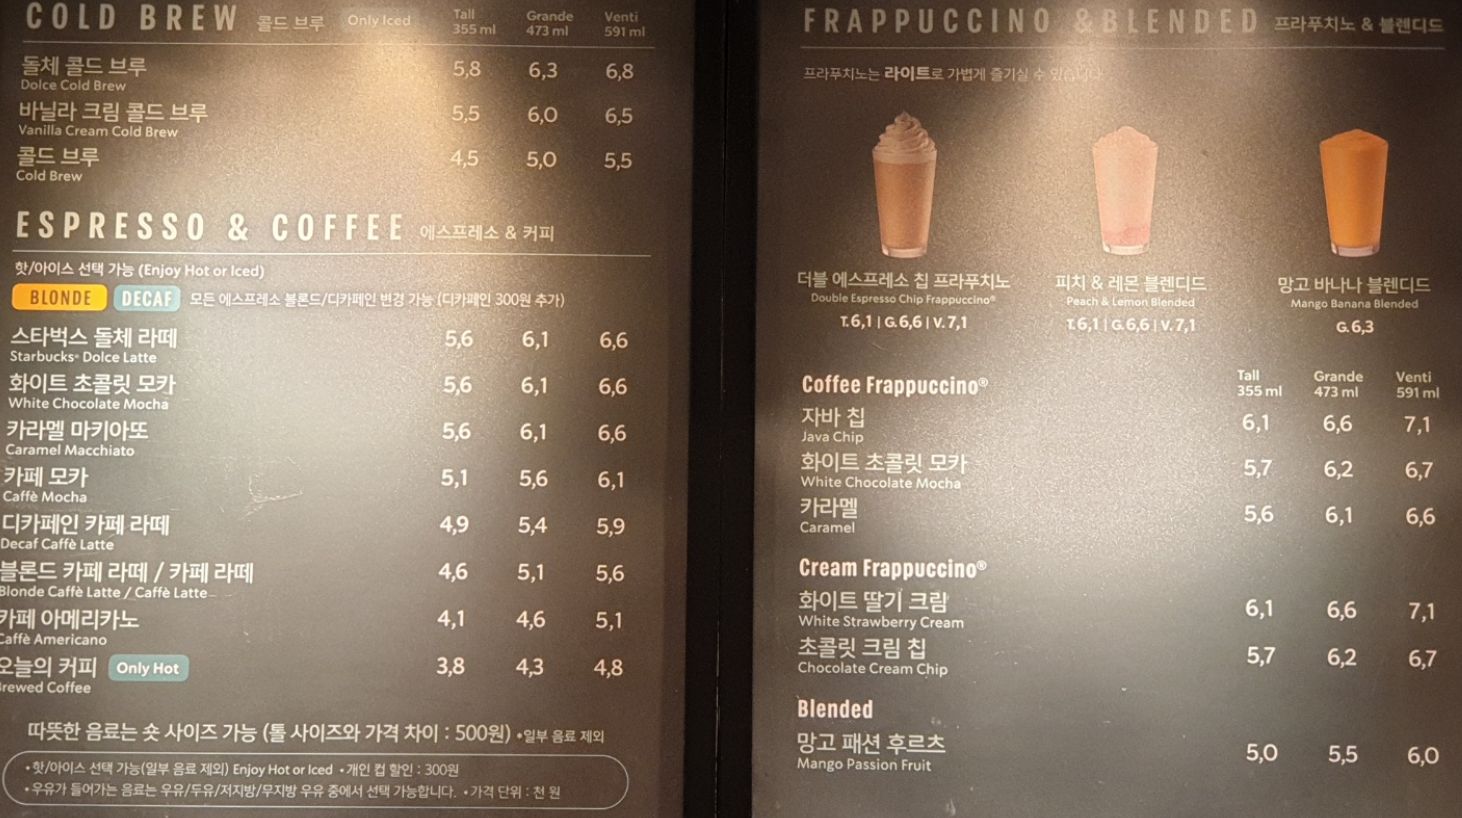 COLD BREW 콜드 브루 Only Iced Tall Grande Venti
355 ml 473 ml 591 ml
돌체 콜드 브루 5,8 6,3 6,8
Dolce Cold Brew
바닐라 크림 콜드 브루 5,5 6,0 6,5
Vanilla Cream Cold Brew
콜드 브루 4,5 5,0 5,5
Cold Brew
ESPRESSO & COFFEE 에스프레소 & 커피
핫/아이스 선택 가능 (Enjoy Hot or Iced)
BLONDE DECAF 모든 에스프레소 블론드/디카페인 변경 가능 (디카페인 300원 추가)
스타벅스 돌체 라떼 5,6 6,1 6,6
Starbucks® Dolce Latte
화이트 초콜릿 모카 5,6 6,1 6,6
White Chocolate Mocha
카라멜 마키아또 5,6 6,1 6,6
Caramel Macchiato
카페 모카 5,1 5,6 6,1
Caffè Mocha
디카페인 카페 라떼 4,9 5,4 5,9
Decaf Caffè Latte
블론드 카페 라떼 / 카페 라떼 4,6 5,1 5,6
Blonde Caffè Latte / Caffè Latte
카페 아메리카노 4,1 4,6 5,1
Caffè Americano
오늘의 커피 Only Hot 3,8 4,3 4,8
Brewed Coffee
따뜻한 음료는 숏 사이즈 가능 (톨 사이즈와 가격 차이 : 500원) •일부 음료 제외
•핫/아이스 선택 가능(일부 음료 제외) Enjoy Hot or Iced •개인 컵 할인 : 300원
•우유가 들어가는 음료는 우유/두유/저지방/무지방 우유 중에서 선택 가능합니다. •가격 단위 : 천 원
FRAPPUCCINO & BLENDED 프라푸치노 & 블렌디드
프라푸치노는 라이트로 가볍게 즐기실 수 있습니다
더블 에스프레소 칩 프라푸치노
Double Espresso Chip Frappuccino®
T.6,1 | G.6,6 | V.7,1
피치 & 레몬 블렌디드
Peach & Lemon Blended
T.6,1 | G.6,6 | V.7,1
망고 바나나 블렌디드
Mango Banana Blended
G.6,3
Coffee Frappuccino® Tall Grande Venti
355 ml 473 ml 591 ml
자바 칩 6,1 6,6 7,1
Java Chip
화이트 초콜릿 모카 5,7 6,2 6,7
White Chocolate Mocha
카라멜 5,6 6,1 6,6
Caramel
Cream Frappuccino®
화이트 딸기 크림 6,1 6,6 7,1
White Strawberry Cream
초콜릿 크림 칩 5,7 6,2 6,7
Chocolate Cream Chip
Blended
망고 패션 후르츠 5,0 5,5 6,0
Mango Passion Fruit